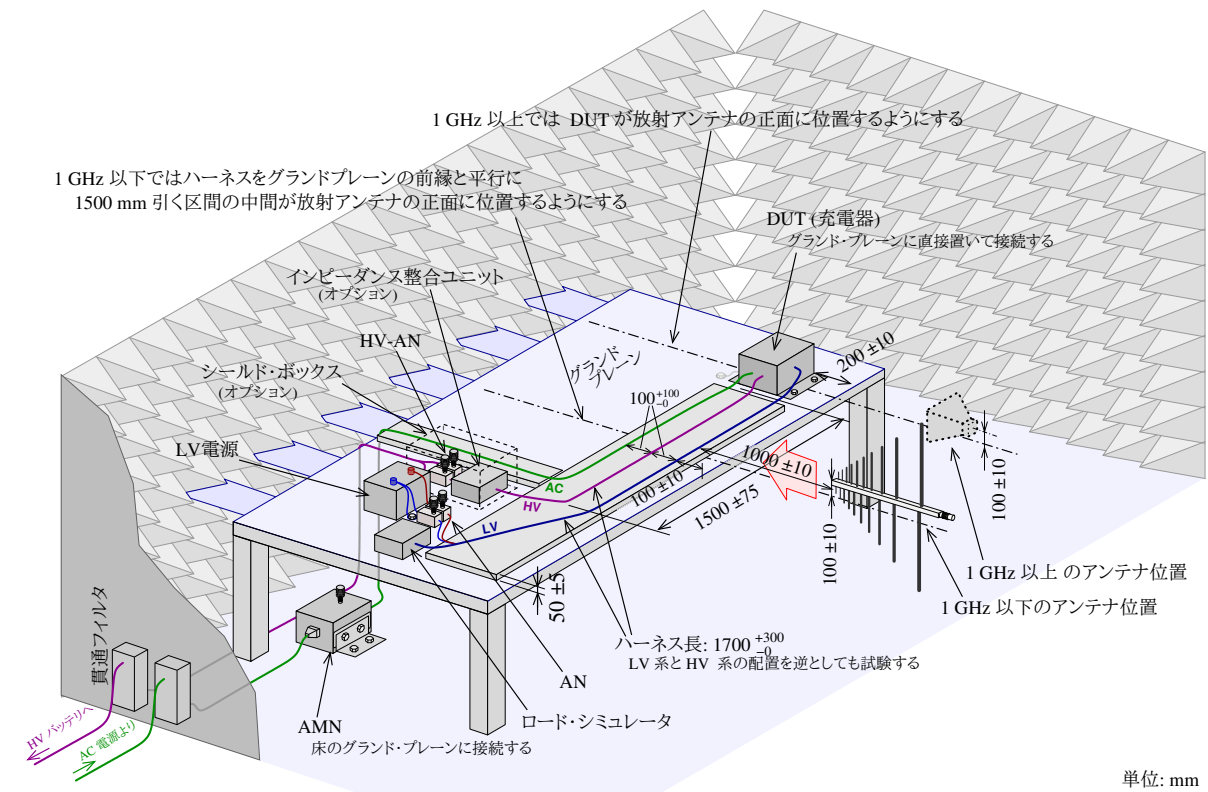 1 GHz 以上では DUT が放射アンテナの正面に位置するようにする
1 GHz 以下ではハーネスをグランドプレーンの前縁と平行に
1500 mm 引く区間の中間が放射アンテナの正面に位置するようにする
DUT (充電器)
グランド・プレーンに直接置いて接続する
インピーダンス整合ユニット
(オプション)
HV-AN
シールド・ボックス
(オプション)
LV電源
グランド
プレーン
200 ±10
100 +100 −0
AC
HV
LV
100 ±10
1000 ±10
1500 ±75
100 ±10
100 ±10
50 ±5
1 GHz 以上 のアンテナ位置
1 GHz 以下のアンテナ位置
ハーネス長: 1700 +300 −0
LV 系と HV 系の配置を逆としても試験する
AN
ロード・シミュレータ
AMN
床のグランド・プレーンに接続する
貫通フィルタ
HV バッテリへ
AC 電源より
単位: mm